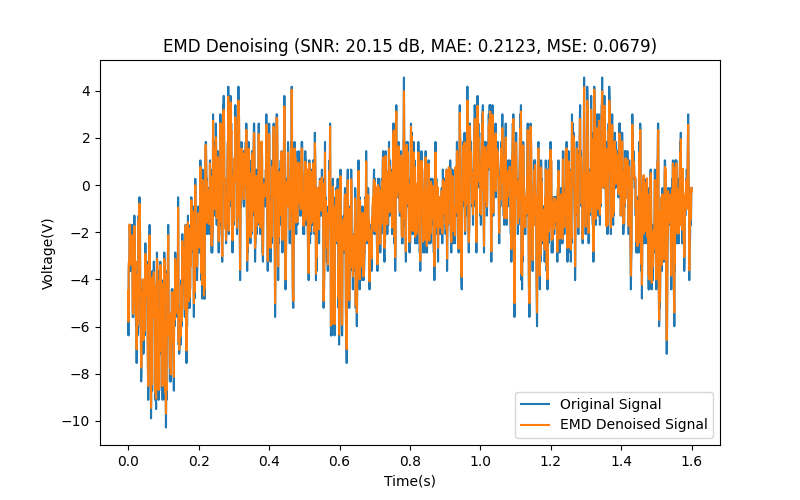 EMD Denoising (SNR: 20.15 dB, MAE: 0.2123, MSE: 0.0679)
4
2
0
−2
−4
−6
−8
−10
Voltage(V)
Original Signal
EMD Denoised Signal
0.0 0.2 0.4 0.6 0.8 1.0 1.2 1.4 1.6
Time(s)